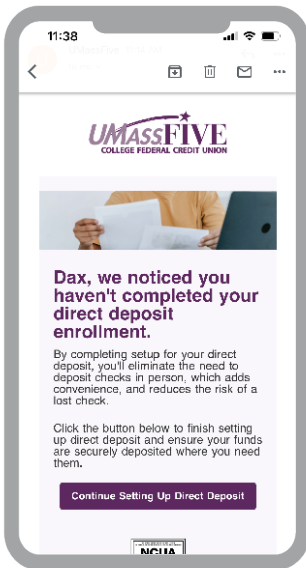 11:38
UMASSFIVE
COLLEGE FEDERAL CREDIT UNION
Dax, we noticed you
haven't completed your
direct deposit
enrollment.
By completing setup for your direct
deposit, you'll eliminate the need to
deposit checks in person, which adds
convenience, and reduces the risk of a
lost check.
Click the button below to finish setting
up direct deposit and ensure your funds
are securely deposited where you need
them.
Continue Setting Up Direct Deposit
NCUA